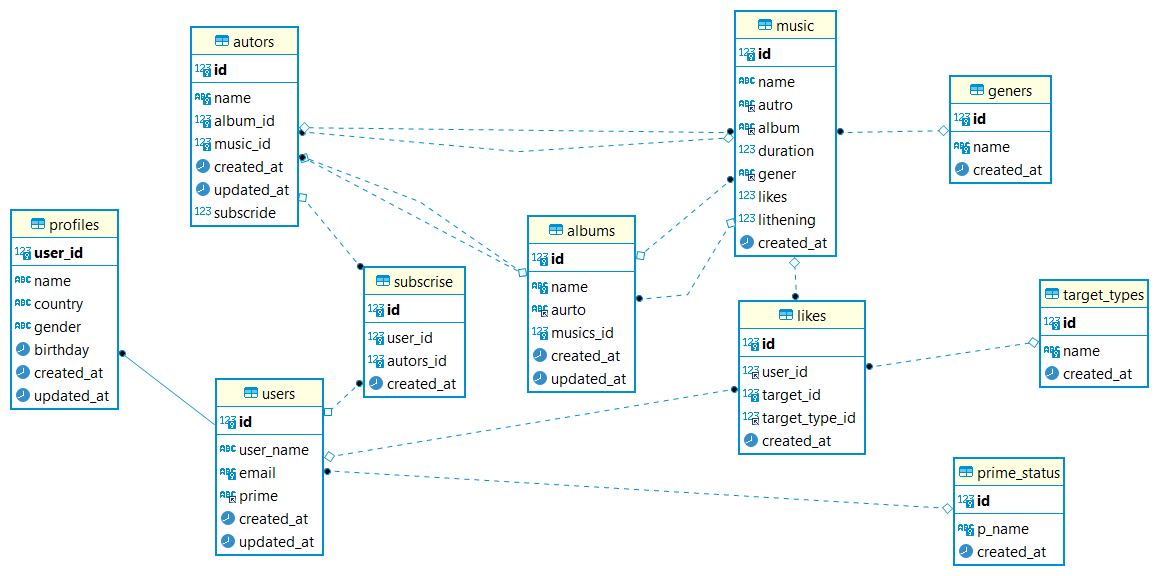 autors
id
name
album_id
music_id
created_at
updated_at
subscride
music
id
name
autro
album
duration
gener
likes
lithening
created_at
geners
id
name
created_at
profiles
user_id
name
country
gender
birthday
created_at
updated_at
albums
id
name
aurto
musics_id
created_at
updated_at
subscrise
id
user_id
autors_id
created_at
target_types
id
name
created_at
likes
id
user_id
target_id
target_type_id
created_at
users
id
user_name
email
prime
created_at
updated_at
prime_status
id
p_name
created_at